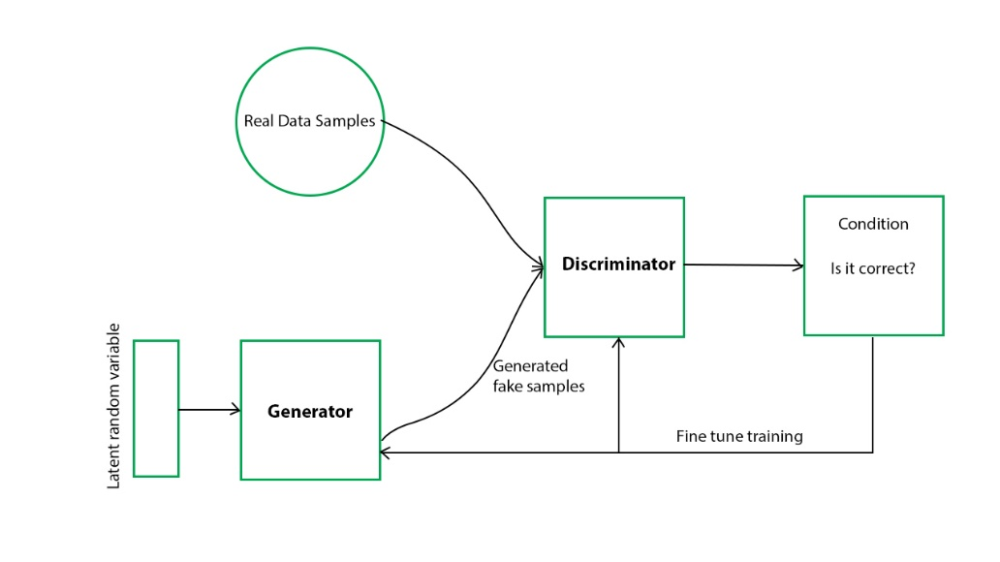 Real Data Samples
Condition
Is it correct?
Discriminator
Latent random variable
Generator
Generated
fake samples
Fine tune training